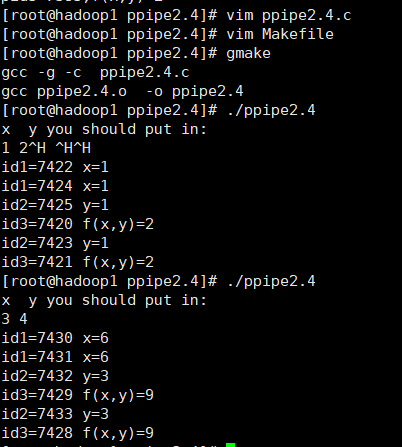 [root@hadoop1 ppipe2.4]# vim ppipe2.4.c
[root@hadoop1 ppipe2.4]# vim Makefile
[root@hadoop1 ppipe2.4]# gmake
gcc -g -c  ppipe2.4.c
gcc ppipe2.4.o  -o ppipe2.4
[root@hadoop1 ppipe2.4]# ./ppipe2.4
x  y you should put in:
1 2^H ^H^H
id1=7422 x=1
id1=7424 x=1
id2=7425 y=1
id3=7420 f(x,y)=2
id2=7423 y=1
id3=7421 f(x,y)=2
[root@hadoop1 ppipe2.4]# ./ppipe2.4
x  y you should put in:
3 4
id1=7430 x=6
id1=7431 x=6
id2=7432 y=3
id3=7429 f(x,y)=9
id2=7433 y=3
id3=7428 f(x,y)=9